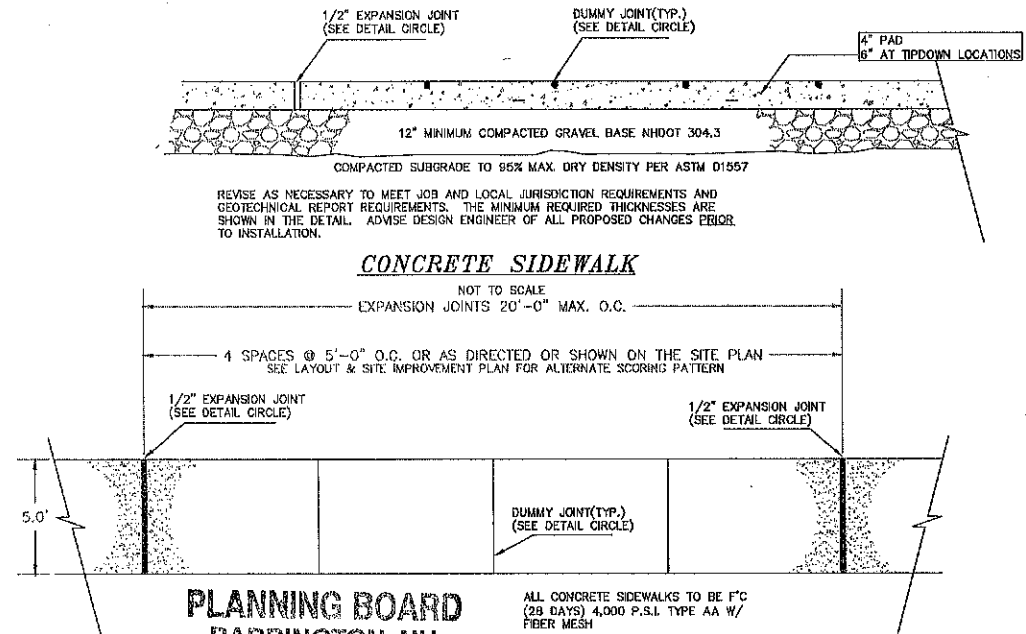 1/2" EXPANSION JOINT
(SEE DETAIL CIRCLE)
DUMMY JOINT(TYP.)
(SEE DETAIL CIRCLE)
4" PAD
6" AT TIPDOWN LOCATIONS
12" MINIMUM COMPACTED GRAVEL BASE NHDOT 304.3
COMPACTED SUBGRADE TO 95% MAX. DRY DENSITY PER ASTM D1557
REVISE AS NECESSARY TO MEET JOB AND LOCAL JURISDICTION REQUIREMENTS AND
GEOTECHNICAL REPORT REQUIREMENTS. THE MINIMUM REQUIRED THICKNESSES ARE
SHOWN IN THE DETAIL. ADVISE DESIGN ENGINEER OF ALL PROPOSED CHANGES PRIOR
TO INSTALLATION.
CONCRETE SIDEWALK
NOT TO SCALE
EXPANSION JOINTS 20'-0" MAX. O.C.
4 SPACES @ 5'-0" O.C. OR AS DIRECTED OR SHOWN ON THE SITE PLAN
SEE LAYOUT & SITE IMPROVEMENT PLAN FOR ALTERNATE SCORING PATTERN
1/2" EXPANSION JOINT
(SEE DETAIL CIRCLE)
1/2" EXPANSION JOINT
(SEE DETAIL CIRCLE)
5.0'
DUMMY JOINT(TYP.)
(SEE DETAIL CIRCLE)
PLANNING BOARD
ALL CONCRETE SIDEWALKS TO BE F'C
(28 DAYS) 4,000 P.S.I. TYPE AA W/
FIBER MESH